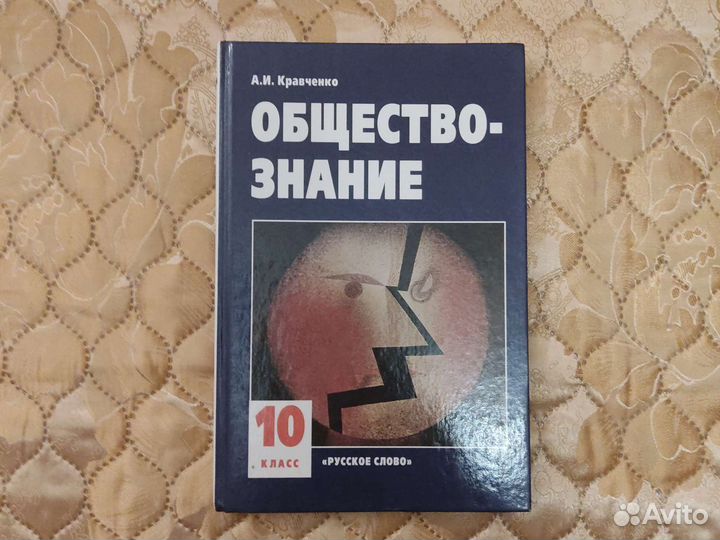 А.И. Кравченко
ОБЩЕСТВО-
ЗНАНИЕ
10
КЛАСС
«РУССКОЕ СЛОВО»
Avito